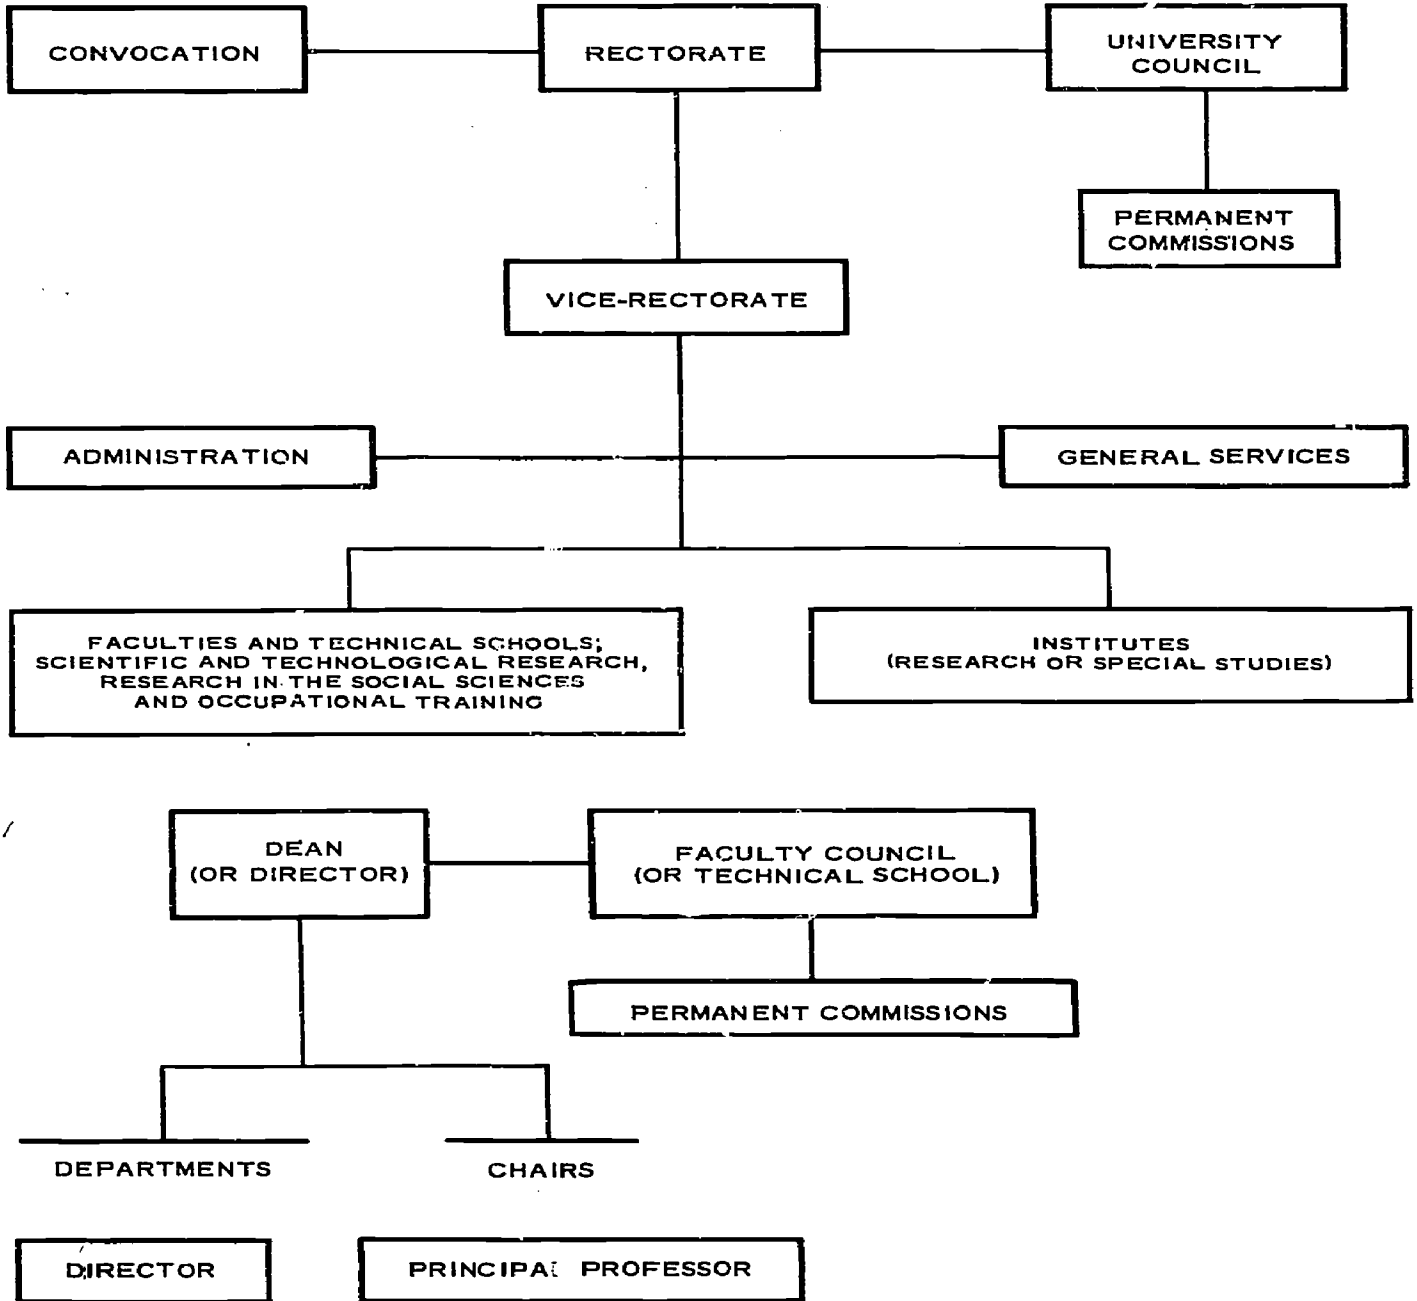 CONVOCATION
RECTORATE
UNIVERSITY
COUNCIL
PERMANENT
COMMISSIONS
VICE-RECTORATE
ADMINISTRATION
GENERAL SERVICES
FACULTIES AND TECHNICAL SCHOOLS;
SCIENTIFIC AND TECHNOLOGICAL RESEARCH,
RESEARCH IN THE SOCIAL SCIENCES
AND OCCUPATIONAL TRAINING
INSTITUTES
(RESEARCH OR SPECIAL STUDIES)
DEAN
(OR DIRECTOR)
FACULTY COUNCIL
(OR TECHNICAL SCHOOL)
PERMANENT COMMISSIONS
DEPARTMENTS
CHAIRS
DIRECTOR
PRINCIPAL PROFESSOR